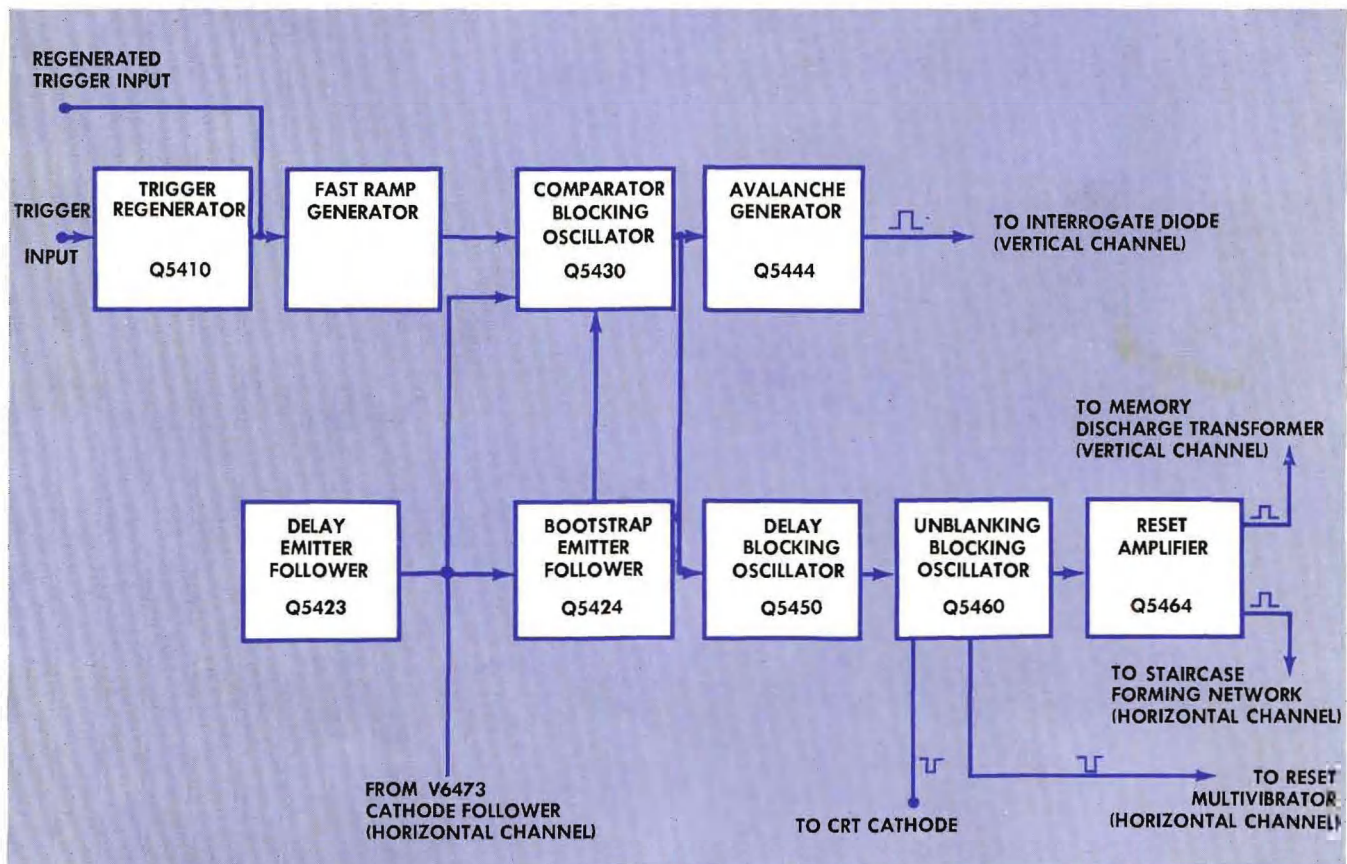 REGENERATED
TRIGGER INPUT
TRIGGER
INPUT
TRIGGER
REGENERATOR
Q5410
FAST RAMP
GENERATOR
COMPARATOR
BLOCKING
OSCILLATOR
Q5430
AVALANCHE
GENERATOR
Q5444
TO INTERROGATE DIODE
(VERTICAL CHANNEL)
TO MEMORY
DISCHARGE TRANSFORMER
(VERTICAL CHANNEL)
DELAY
EMITTER
FOLLOWER
Q5423
BOOTSTRAP
EMITTER
FOLLOWER
Q5424
DELAY
BLOCKING
OSCILLATOR
Q5450
UNBLANKING
BLOCKING
OSCILLATOR
Q5460
RESET
AMPLIFIER
Q5464
TO STAIRCASE
FORMING NETWORK
(HORIZONTAL CHANNEL)
FROM V6473
CATHODE FOLLOWER
(HORIZONTAL CHANNEL)
TO CRT CATHODE
TO RESET
MULTIVIBRATOR
(HORIZONTAL CHANNEL)